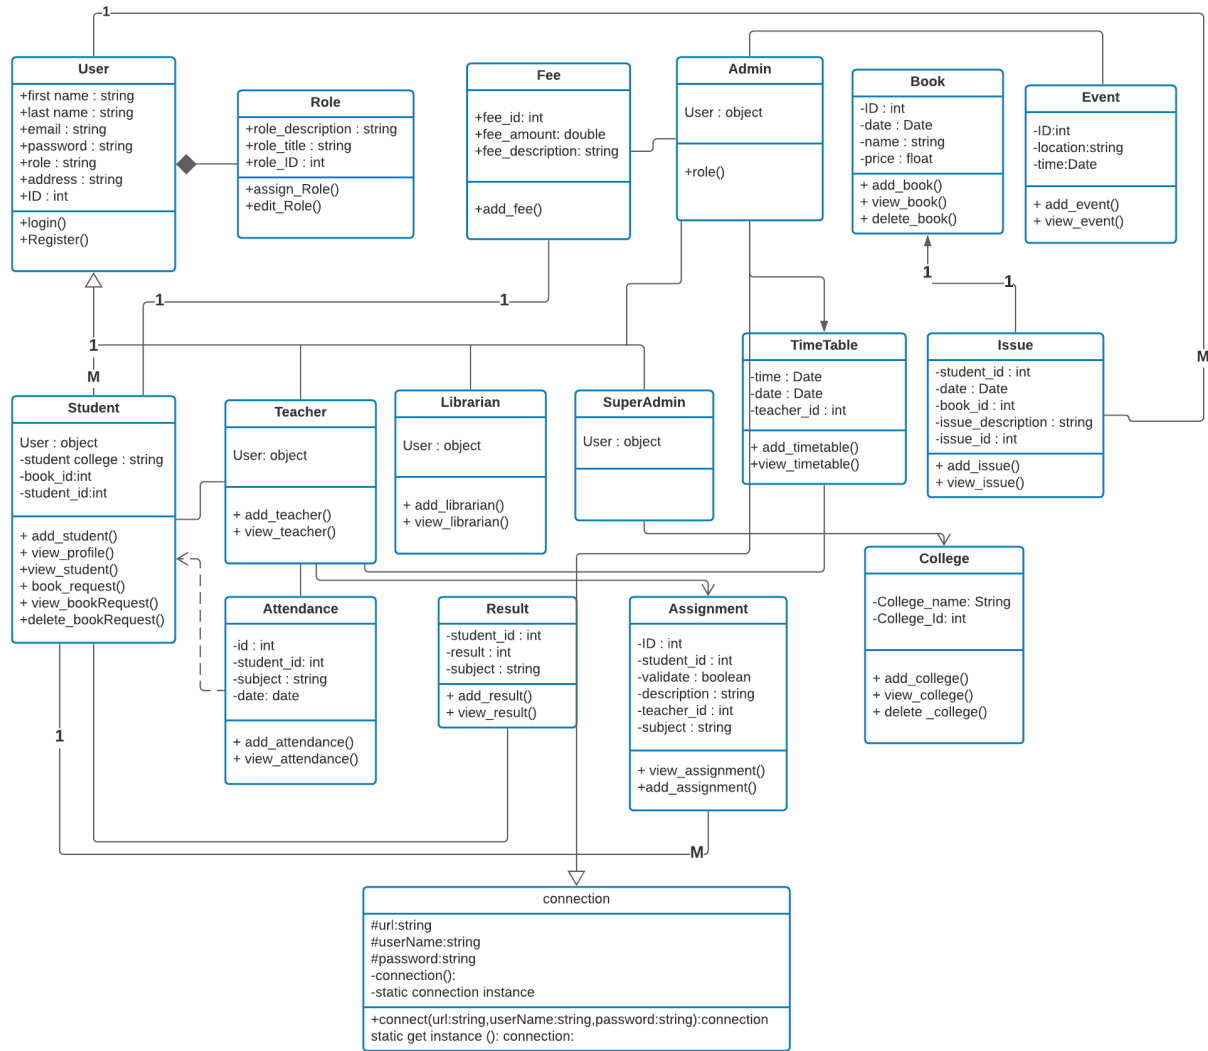 1
User
+first name : string
+last name : string
+email : string
+password : string
+role : string
+address : string
+ID : int
+login()
+Register()
Role
+role_description : string
+role_title : string
+role_ID : int
+assign_Role()
+edit_Role()
Fee
+fee_id: int
+fee_amount: double
+fee_description: string
+add_fee()
Admin
User : object
+role()
Book
-ID : int
-date : Date
-name : string
-price : float
+ add_book()
+ view_book()
+ delete_book()
Event
-ID:int
-location:string
-time:Date
+ add_event()
+ view_event()
1
1
1
1
1
M
M
Student
User : object
-student college : string
-book_id:int
-student_id:int
+ add_student()
+ view_profile()
+view_student()
+ book_request()
+ view_bookRequest()
+delete_bookRequest()
Teacher
User: object
+ add_teacher()
+ view_teacher()
Librarian
User : object
+ add_librarian()
+ view_librarian()
SuperAdmin
User : object
TimeTable
-time : Date
-date : Date
-teacher_id : int
+ add_timetable()
+view_timetable()
Issue
-student_id : int
-date : Date
-book_id : int
-issue_description : string
-issue_id : int
+ add_issue()
+ view_issue()
College
-College_name: String
-College_Id: int
+ add_college()
+ view_college()
+ delete _college()
Attendance
-id : int
-student_id: int
-subject : string
-date: date
+ add_attendance()
+ view_attendance()
Result
-student_id : int
-result : int
-subject : string
+ add_result()
+ view_result()
Assignment
-ID : int
-student_id : int
-validate : boolean
-description : string
-teacher_id : int
-subject : string
+ view_assignment()
+add_assignment()
1
M
connection
#url:string
#userName:string
#password:string
-connection():
-static connection instance
+connect(url:string,userName:string,password:string):connection
static get instance (): connection: